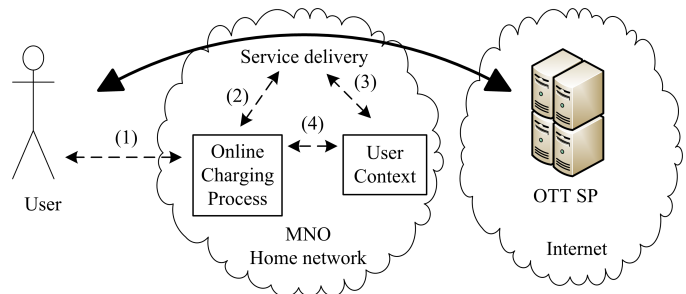 Service delivery
(1)
(2)
(3)
(4)
Online
Charging
Process
User
Context
User
MNO
Home network
OTT SP
Internet